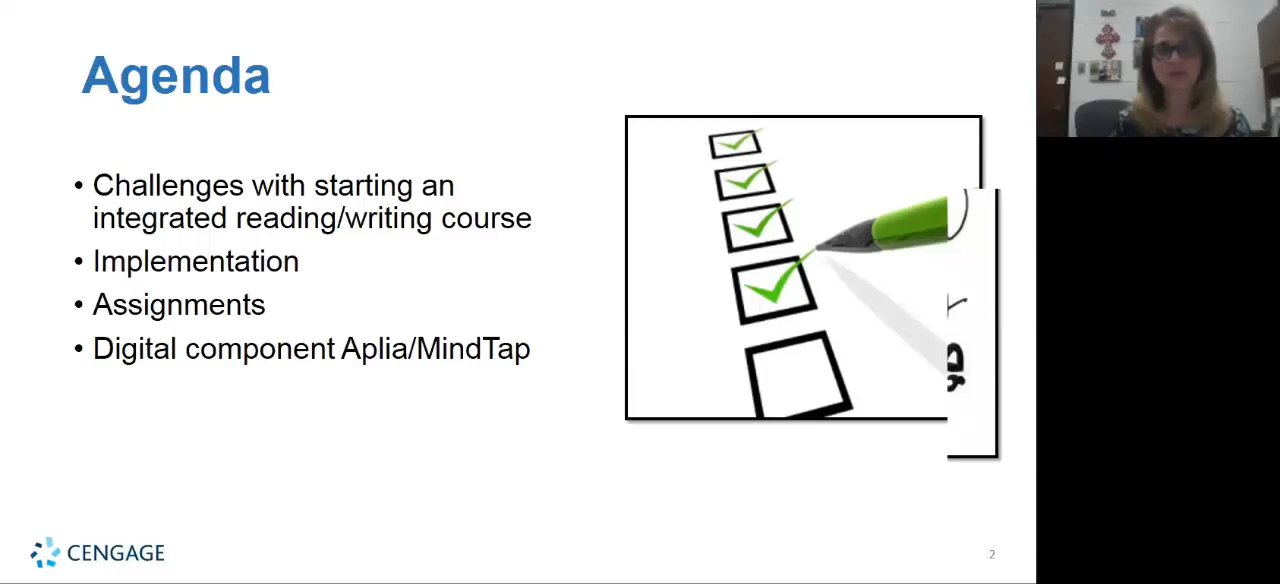 Agenda
• Challenges with starting an
integrated reading/writing course
• Implementation
• Assignments
• Digital component Aplia/MindTap
CENGAGE
2